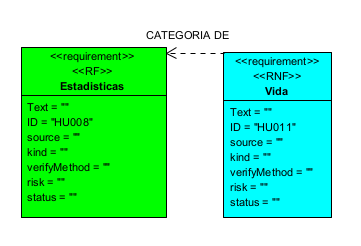 CATEGORIA DE
<<requirement>>
<<RF>>
Estadisticas
Text = ""
ID = "HU008"
source = ""
kind = ""
verifyMethod = ""
risk = ""
status = ""
<<requirement>>
<<RNF>>
Vida
Text = ""
ID = "HU011"
source = ""
kind = ""
verifyMethod = ""
risk = ""
status = ""